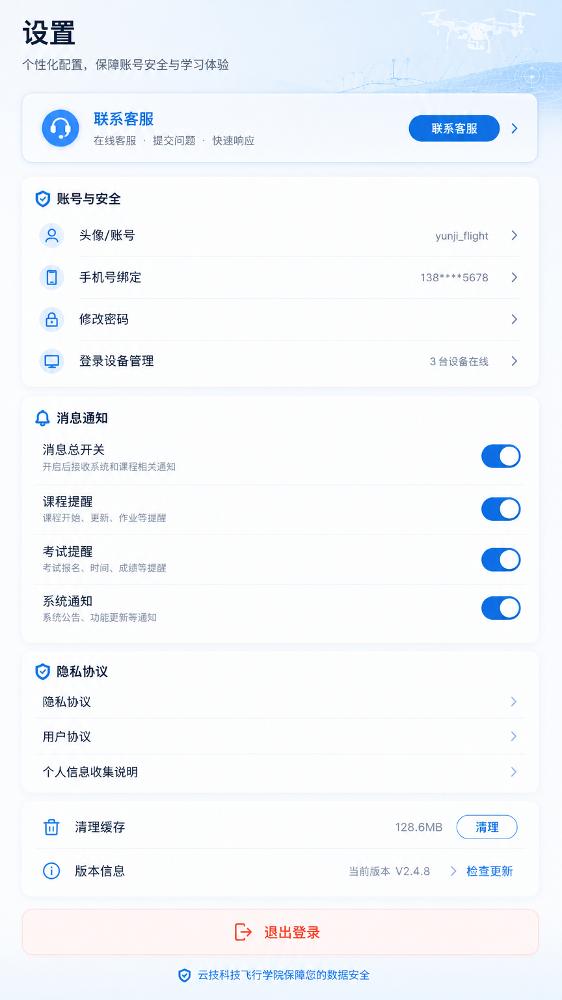 设置
个性化配置，保障账号安全与学习体验
联系客服
在线客服 · 提交问题 · 快速响应
联系客服
账号与安全
头像/账号 yunji_flight
手机号绑定 138****5678
修改密码
登录设备管理 3 台设备在线
消息通知
消息总开关
开启后接收系统和课程相关通知
课程提醒
课程开始、更新、作业等提醒
考试提醒
考试报名、时间、成绩等提醒
系统通知
系统公告、功能更新等通知
隐私协议
隐私协议
用户协议
个人信息收集说明
清理缓存 128.6MB 清理
版本信息 当前版本 V2.4.8 检查更新
退出登录
云技科技飞行学院保障您的数据安全